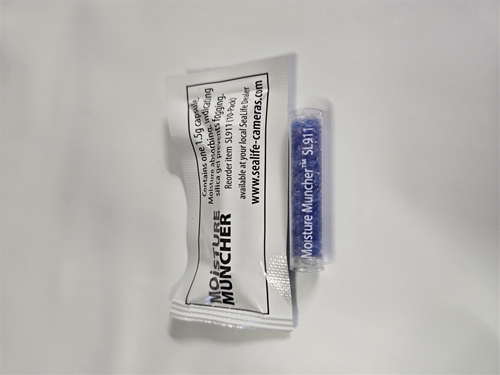 MOiSTURE
MUNCHER
Contains one 1.5g capsule.
Moisture absorbing, indicating
silica gel prevents fogging.
Reorder item SL911 (10-Pack)
available at your local SeaLife Dealer
www.sealife-cameras.com
Moisture Muncher™ SL911